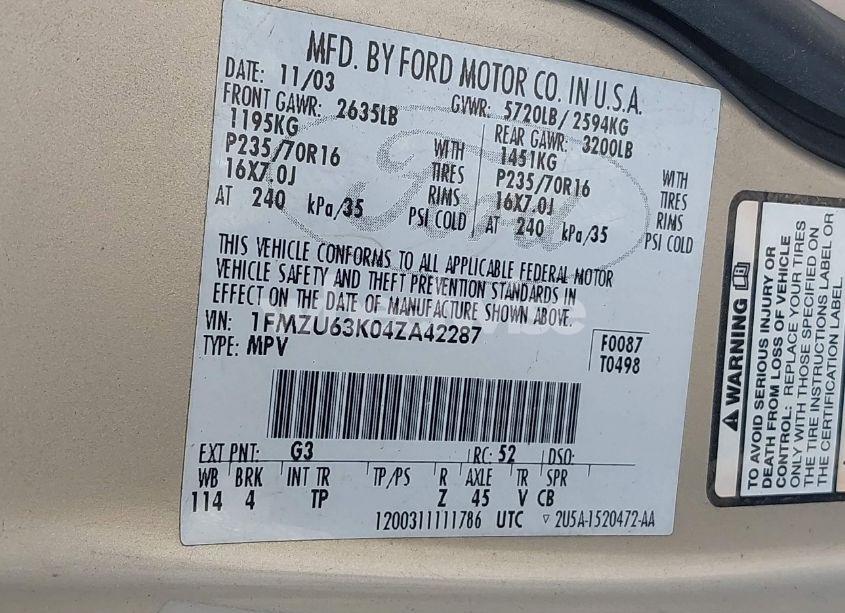 MFD. BY FORD MOTOR CO. IN U.S.A.
DATE: 11/03 GVWR: 5720LB/ 2594KG
FRONT GAWR: 2635LB REAR GAWR: 3200LB
1195KG WITH 1451KG WITH
P235/70R16 TIRES P235/70R16 TIRES
16X7.0J RIMS 16X7.0J RIMS
AT 240 kPa/35 PSI COLD AT 240 kPa/35 PSI COLD
Ford
THIS VEHICLE CONFORMS TO ALL APPLICABLE FEDERAL MOTOR
VEHICLE SAFETY AND THEFT PREVENTION STANDARDS IN
EFFECT ON THE DATE OF MANUFACTURE SHOWN ABOVE.
VIN: 1FMZU63K04ZA42287 F0087
TYPE: MPV T0498
EXT PNT: G3 RC: 52 DSO:
WB BRK INT TR TP/PS R AXLE TR SPR
114 4 TP Z 45 V CB
1200311111786 UTC ▽ 2U5A-1520472-AA
WARNING
TO AVOID SERIOUS INJURY OR
DEATH FROM LOSS OF VEHICLE
CONTROL: REPLACE YOUR TIRES
ONLY WITH THOSE SPECIFIED ON
THE TIRE INSTRUCTIONS LABEL OR
THE CERTIFICATION LABEL.